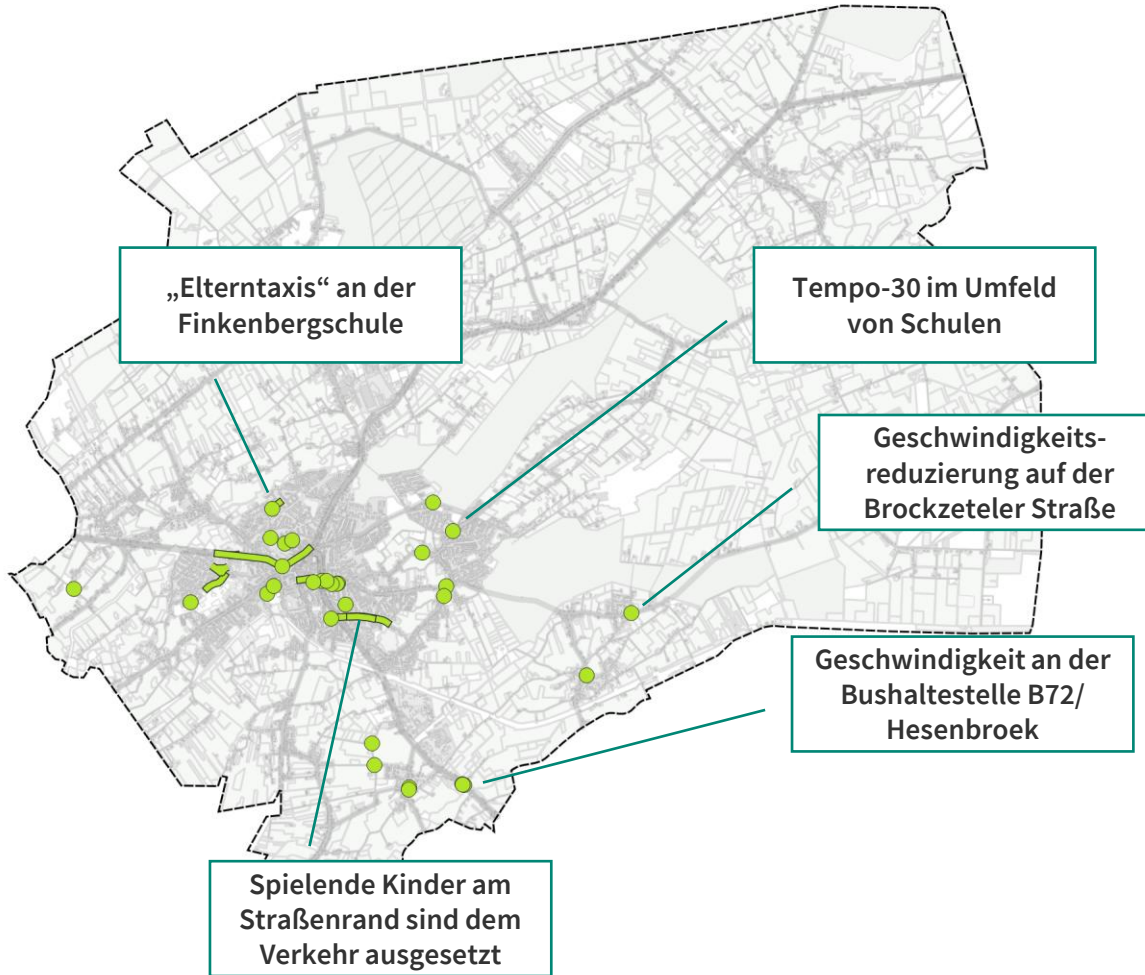 „Elterntaxis“ an der
Finkenbergschule
Tempo-30 im Umfeld
von Schulen
Geschwindigkeits-
reduzierung auf der
Brockzeteler Straße
Geschwindigkeit an der
Bushaltestelle B72/
Hesenbroek
Spielende Kinder am
Straßenrand sind dem
Verkehr ausgesetzt